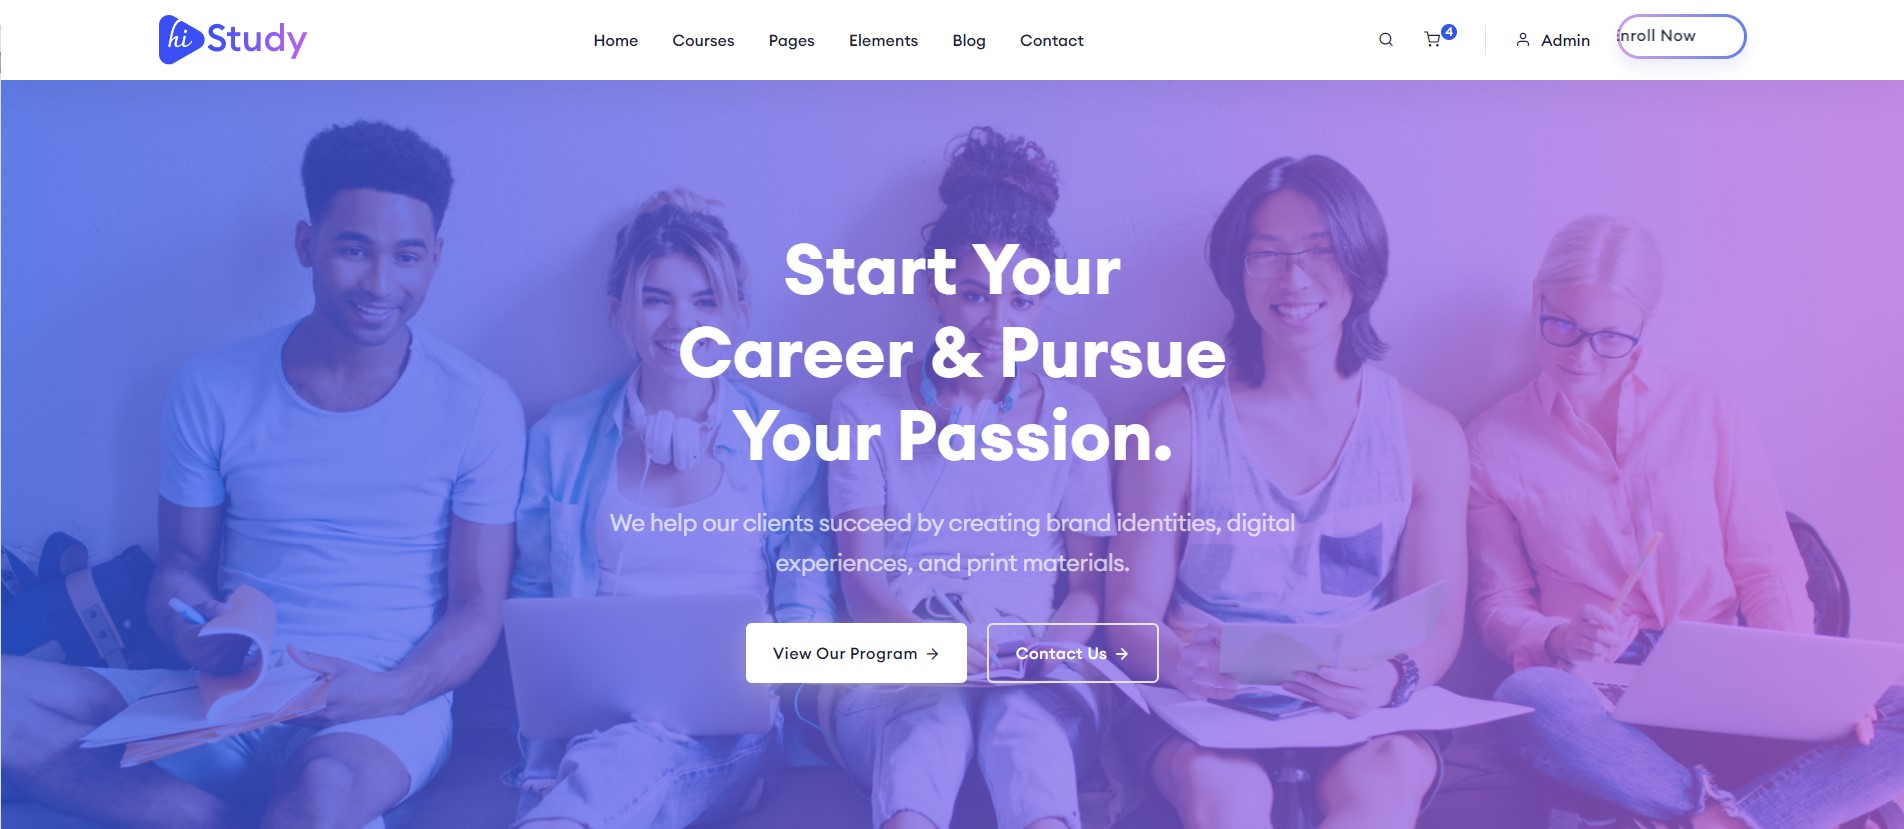 hi Study
Home Courses Pages Elements Blog Contact 4 Admin Enroll Now
Start Your
Career & Pursue
Your Passion.
We help our clients succeed by creating brand identities, digital
experiences, and print materials.
View Our Program → Contact Us →